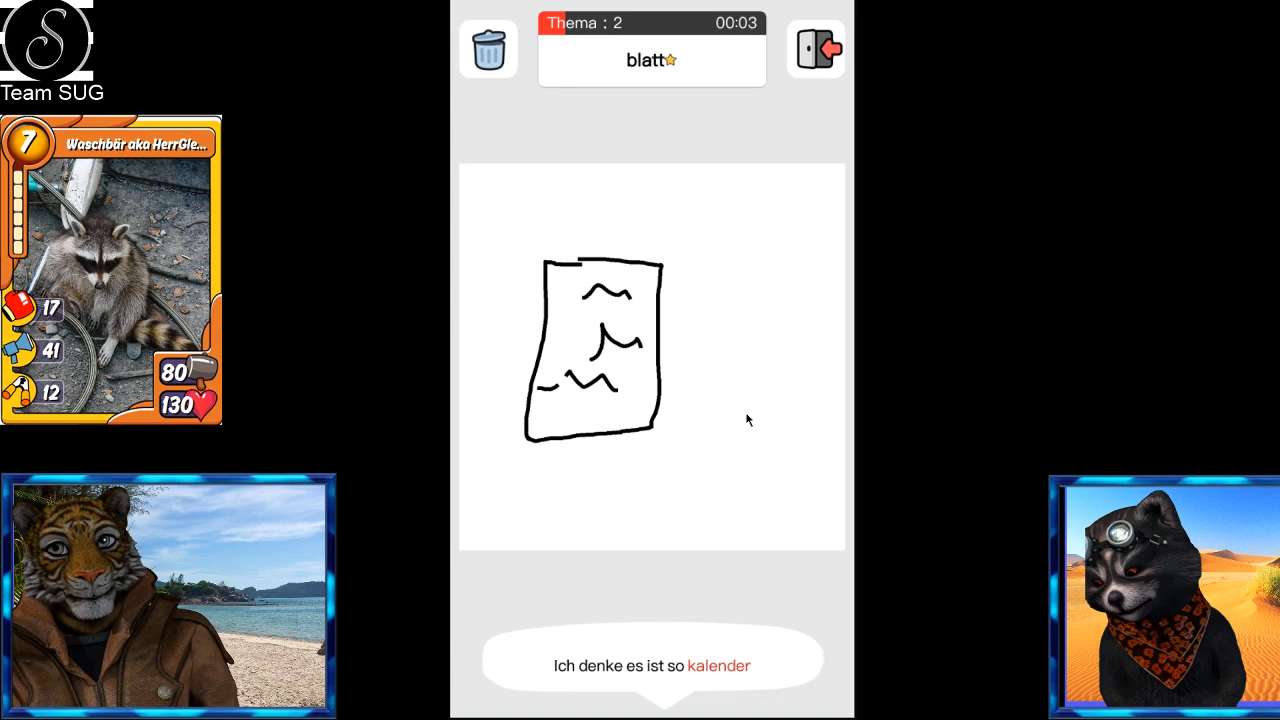 S
Team SUG
7
Waschbär aka HerrGle...
17
41
12
80
130
Thema : 2 00:03
blatt
Ich denke es ist so kalender